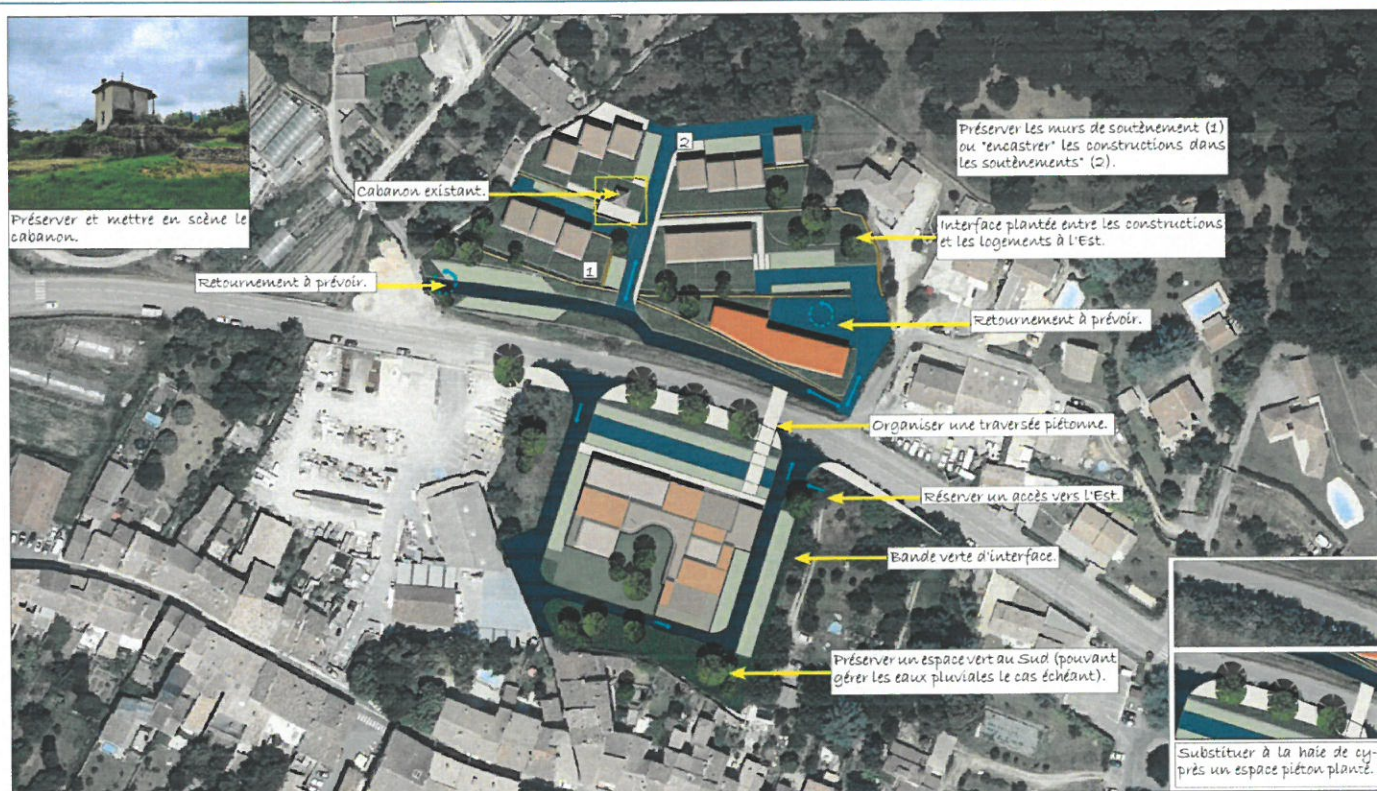 Préserver et mettre en scène le
cabanon.
Cabanon existant.
2
Préserver les murs de soutènement (1)
ou "encastrer" les constructions dans
les soutènements" (2).
Interface plantée entre les constructions
et les logements à l'Est.
1
Retournement à prévoir.
Retournement à prévoir.
Organiser une traversée piétonne.
Réserver un accès vers l'Est.
Bande verte d'interface.
Préserver un espace vert au Sud (pouvant
gérer les eaux pluviales le cas échéant).
Substituer à la haie de cy-
près un espace piéton planté.